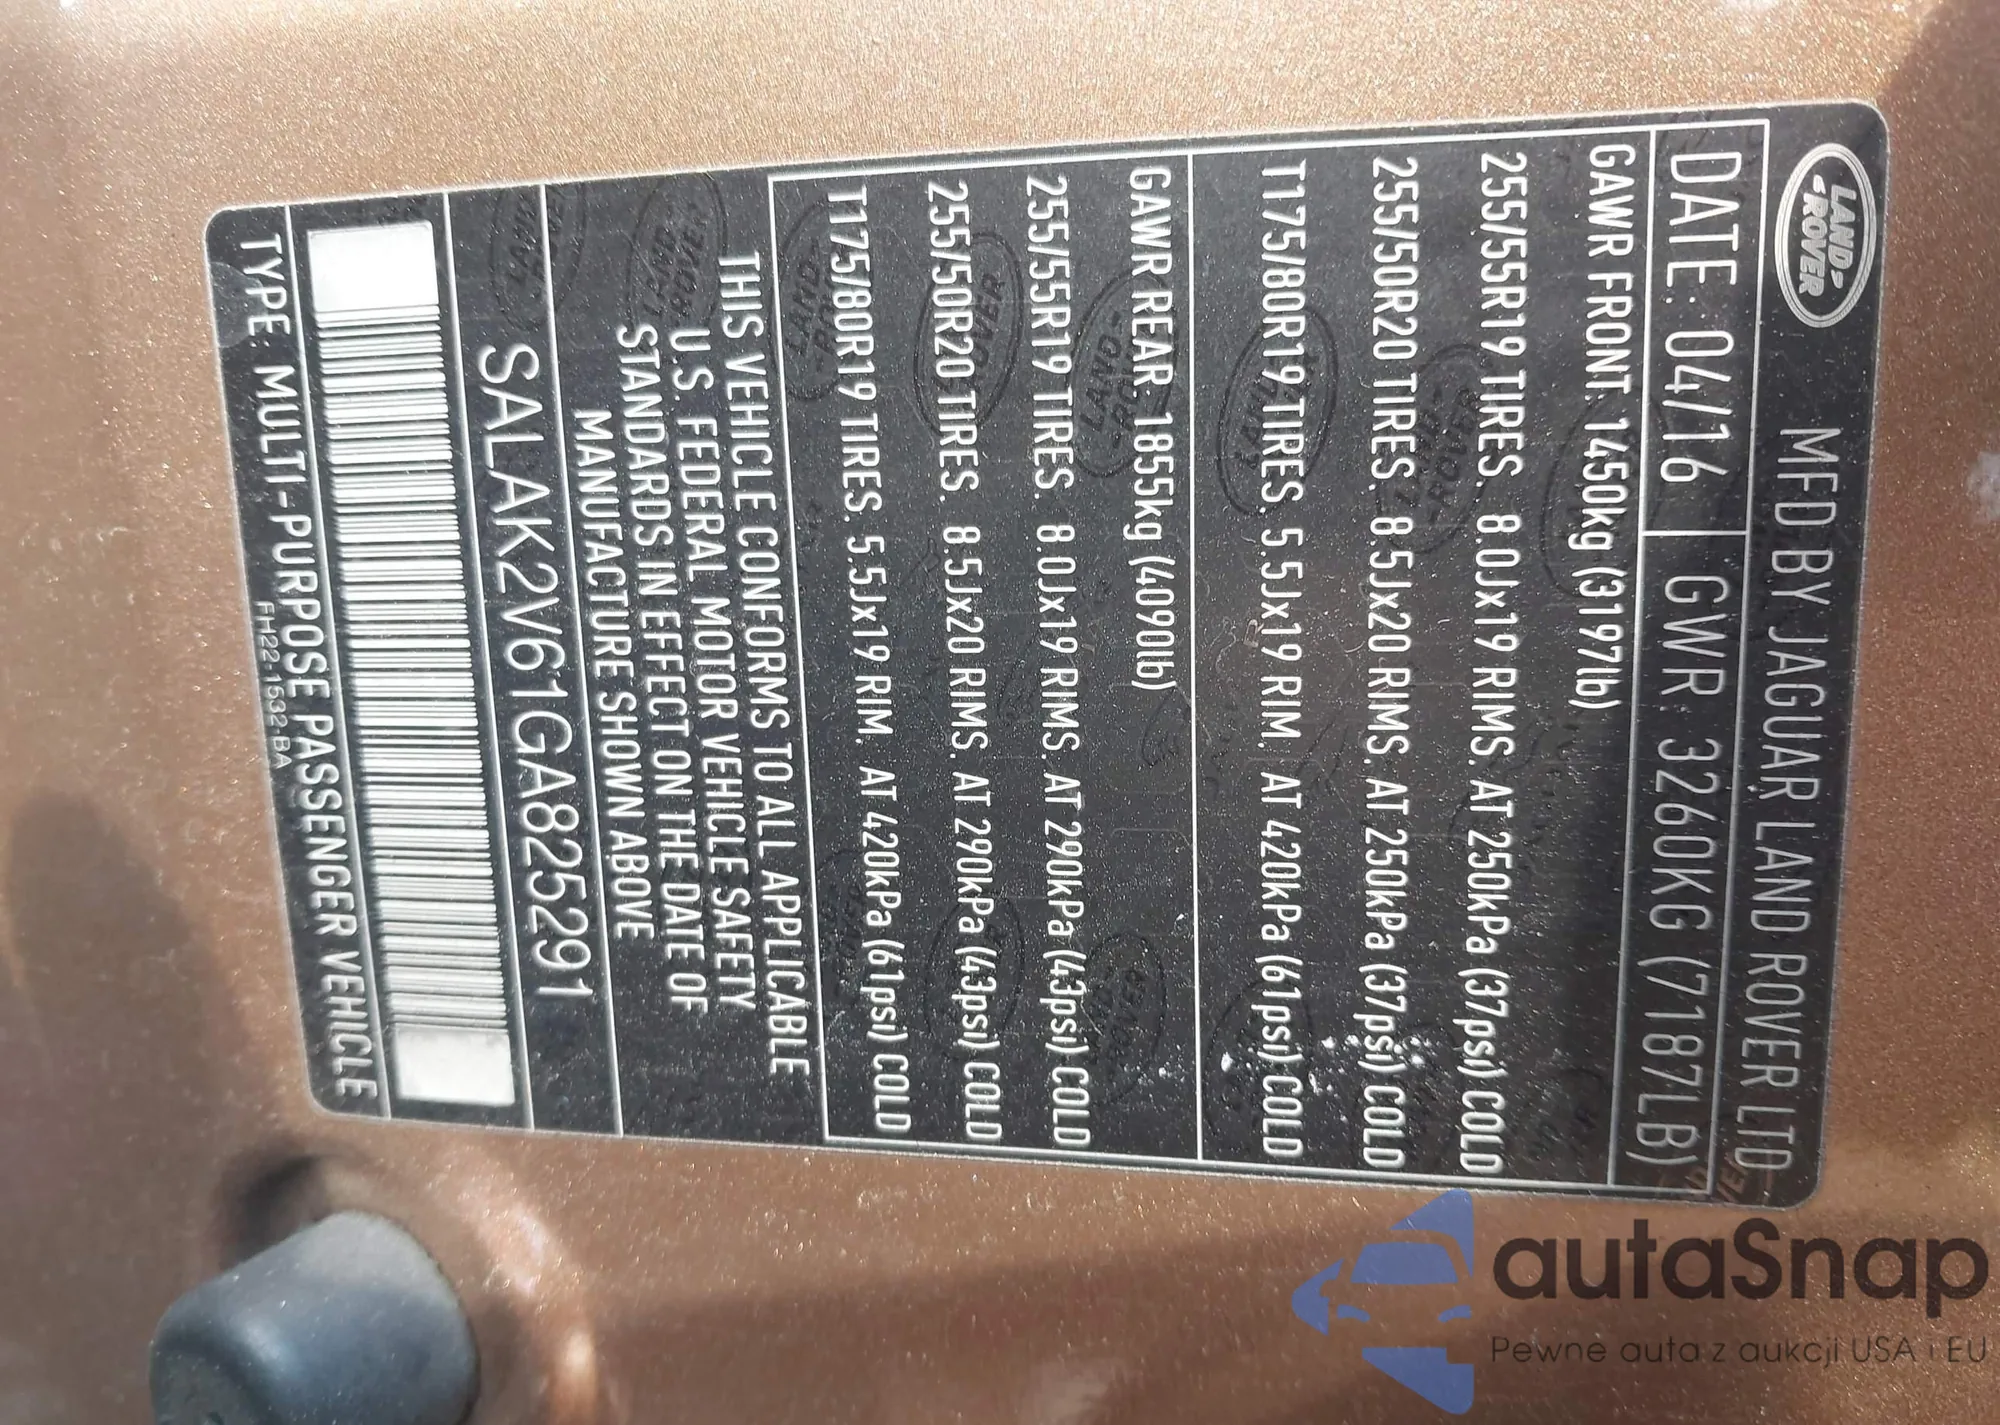 LAND-
-ROVER
MFD BY JAGUAR LAND ROVER LTD
DATE: 04/16 GWR: 3260KG (7187LB)
GAWR FRONT: 1450kg (3197lb)
255/55R19 TIRES. 8.0Jx19 RIMS. AT 250kPa (37psi) COLD
255/50R20 TIRES. 8.5Jx20 RIMS. AT 250kPa (37psi) COLD
T175/80R19 TIRES. 5.5Jx19 RIM. AT 420kPa (61psi) COLD
GAWR REAR: 1855kg (4090lb)
255/55R19 TIRES. 8.0Jx19 RIMS. AT 290kPa (43psi) COLD
255/50R20 TIRES. 8.5Jx20 RIMS. AT 290kPa (43psi) COLD
T175/80R19 TIRES. 5.5Jx19 RIM. AT 420kPa (61psi) COLD
THIS VEHICLE CONFORMS TO ALL APPLICABLE
U.S. FEDERAL MOTOR VEHICLE SAFETY
STANDARDS IN EFFECT ON THE DATE OF
MANUFACTURE SHOWN ABOVE
SALAK2V61GA825291
TYPE: MULTI-PURPOSE PASSENGER VEHICLE
FH22-1532-BA
autaSnap
Pewne auta z aukcji USA i EU